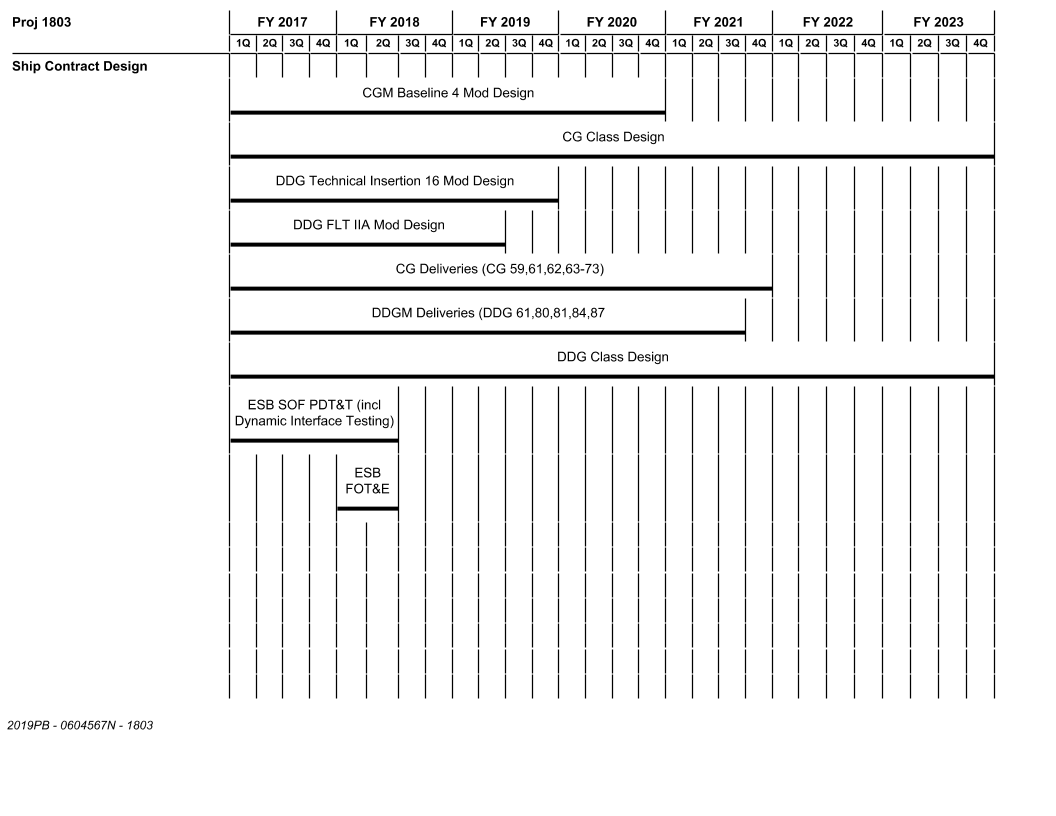 Proj 1803 FY 2017 FY 2018 FY 2019 FY 2020 FY 2021 FY 2022 FY 2023
1Q 2Q 3Q 4Q 1Q 2Q 3Q 4Q 1Q 2Q 3Q 4Q 1Q 2Q 3Q 4Q 1Q 2Q 3Q 4Q 1Q 2Q 3Q 4Q 1Q 2Q 3Q 4Q
Ship Contract Design
CGM Baseline 4 Mod Design
CG Class Design
DDG Technical Insertion 16 Mod Design
DDG FLT IIA Mod Design
CG Deliveries (CG 59,61,62,63-73)
DDGM Deliveries (DDG 61,80,81,84,87
DDG Class Design
ESB SOF PDT&T (incl
Dynamic Interface Testing)
ESB
FOT&E
2019PB - 0604567N - 1803